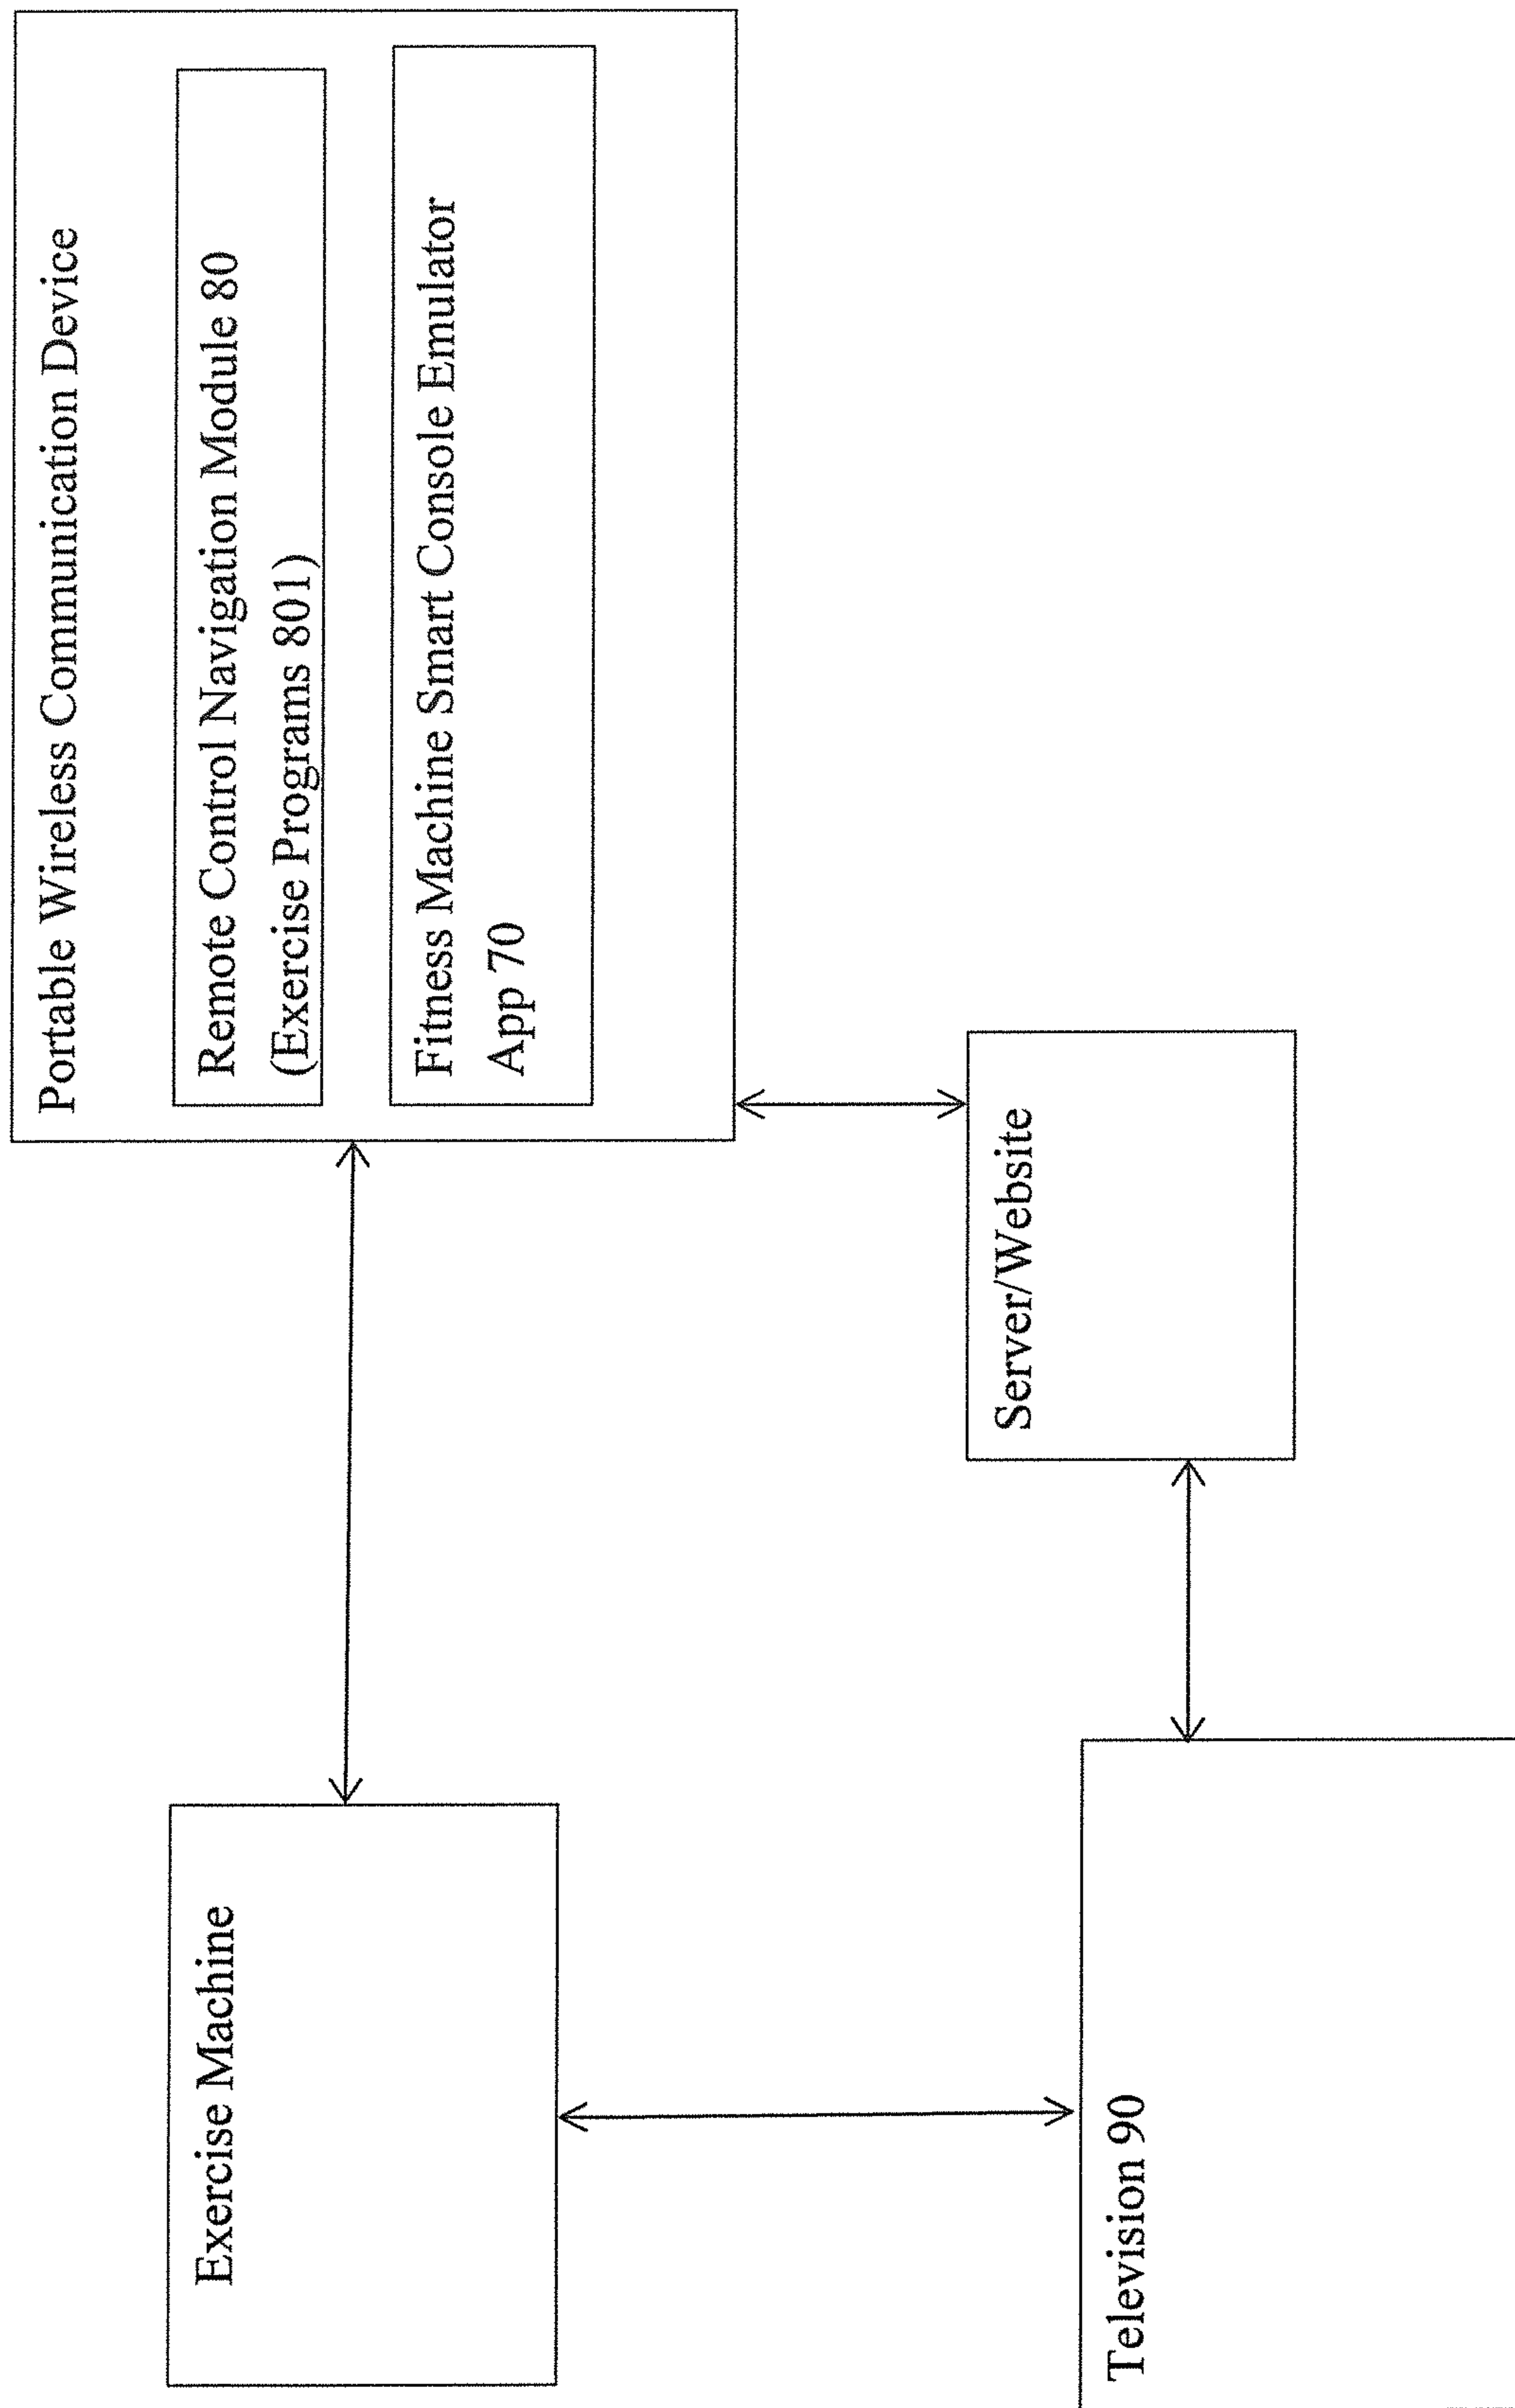 Portable Wireless Communication Device
Remote Control Navigation Module 80
(Exercise Programs 801)
Fitness Machine Smart Console Emulator
App 70
Exercise Machine
Server/Website
Television 90